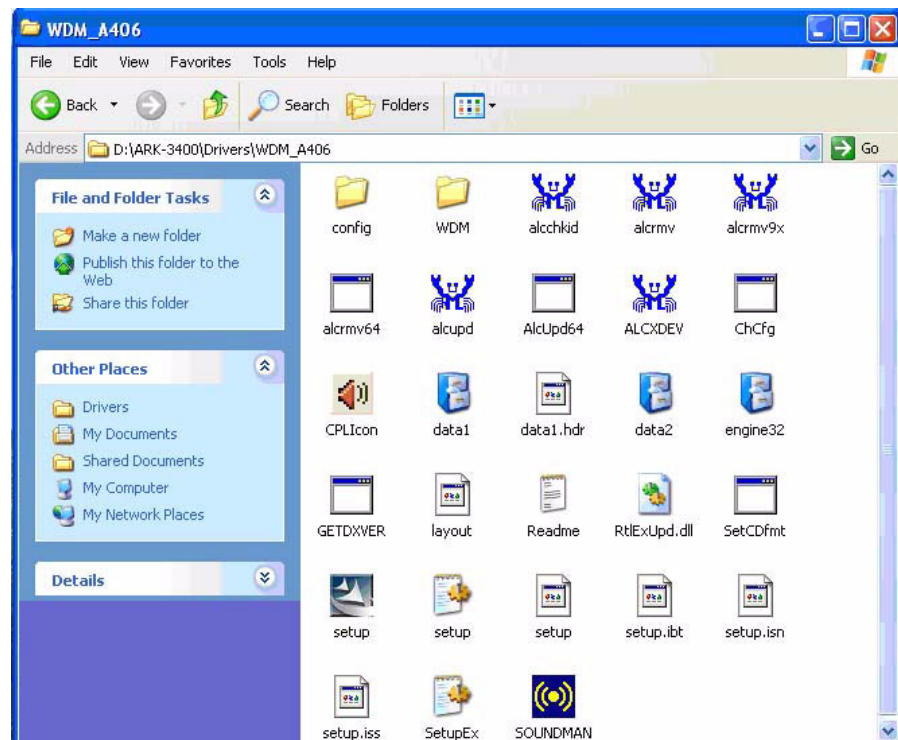 WDM_A406
File Edit View Favorites Tools Help
Back Search Folders
Address D:\ARK-3400\Drivers\WDM_A406 Go
File and Folder Tasks
Make a new folder
Publish this folder to the
Web
Share this folder
Other Places
Drivers
My Documents
Shared Documents
My Computer
My Network Places
Details
config WDM alcchkid alcrmv alcrmv9x
alcrmv64 alcupd AlcUpd64 ALCXDEV ChCfg
CPLIcon data1 data1.hdr data2 engine32
GETDXVER layout Readme RtlExUpd.dll SetCDfmt
setup setup setup setup.ibt setup.isn
setup.iss SetupEx SOUNDMAN